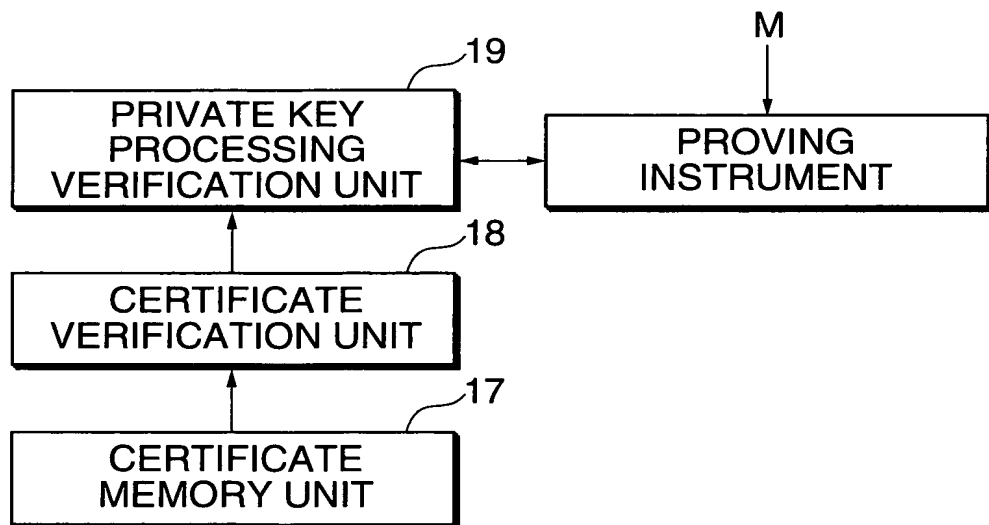 M
19
PRIVATE KEY
PROCESSING
VERIFICATION UNIT
PROVING
INSTRUMENT
18
CERTIFICATE
VERIFICATION UNIT
17
CERTIFICATE
MEMORY UNIT